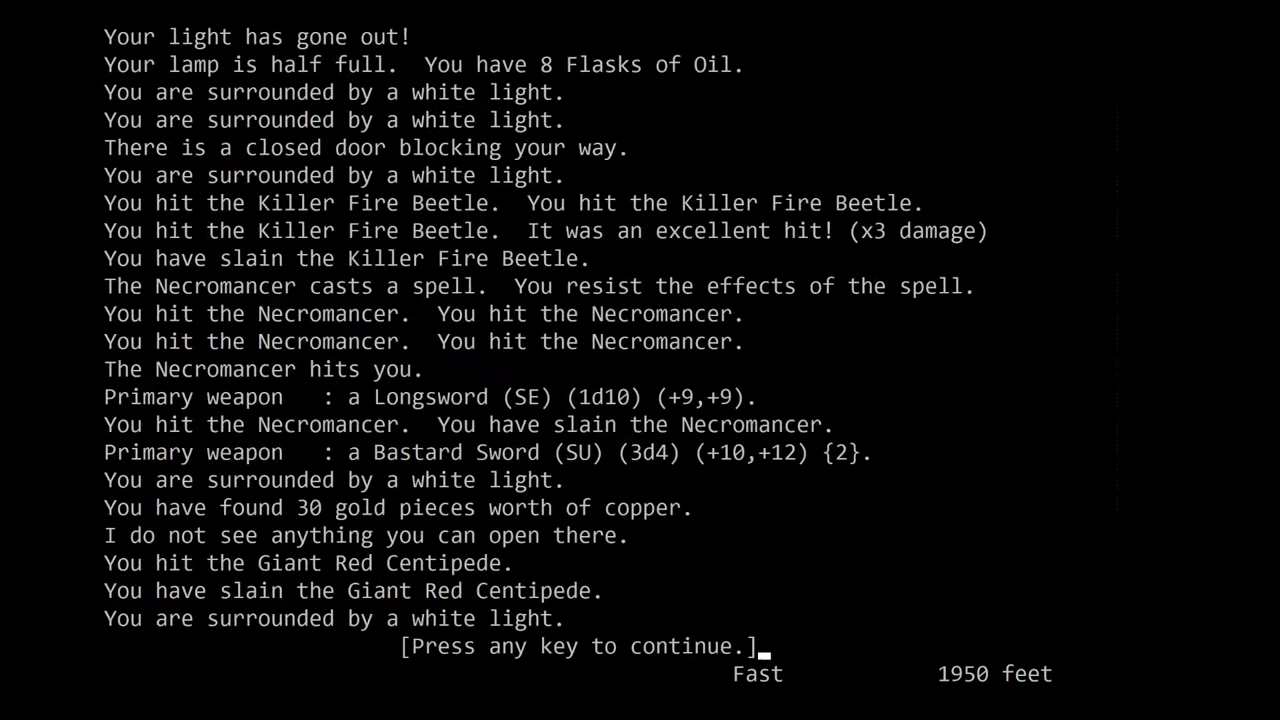 Your light has gone out!
Your lamp is half full.  You have 8 Flasks of Oil.
You are surrounded by a white light.
You are surrounded by a white light.
There is a closed door blocking your way.
You are surrounded by a white light.
You hit the Killer Fire Beetle.  You hit the Killer Fire Beetle.
You hit the Killer Fire Beetle.  It was an excellent hit! (x3 damage)
You have slain the Killer Fire Beetle.
The Necromancer casts a spell.  You resist the effects of the spell.
You hit the Necromancer.  You hit the Necromancer.
You hit the Necromancer.  You hit the Necromancer.
The Necromancer hits you.
Primary weapon   : a Longsword (SE) (1d10) (+9,+9).
You hit the Necromancer.  You have slain the Necromancer.
Primary weapon   : a Bastard Sword (SU) (3d4) (+10,+12) {2}.
You are surrounded by a white light.
You have found 30 gold pieces worth of copper.
I do not see anything you can open there.
You hit the Giant Red Centipede.
You have slain the Giant Red Centipede.
You are surrounded by a white light.
[Press any key to continue.]
Fast 1950 feet